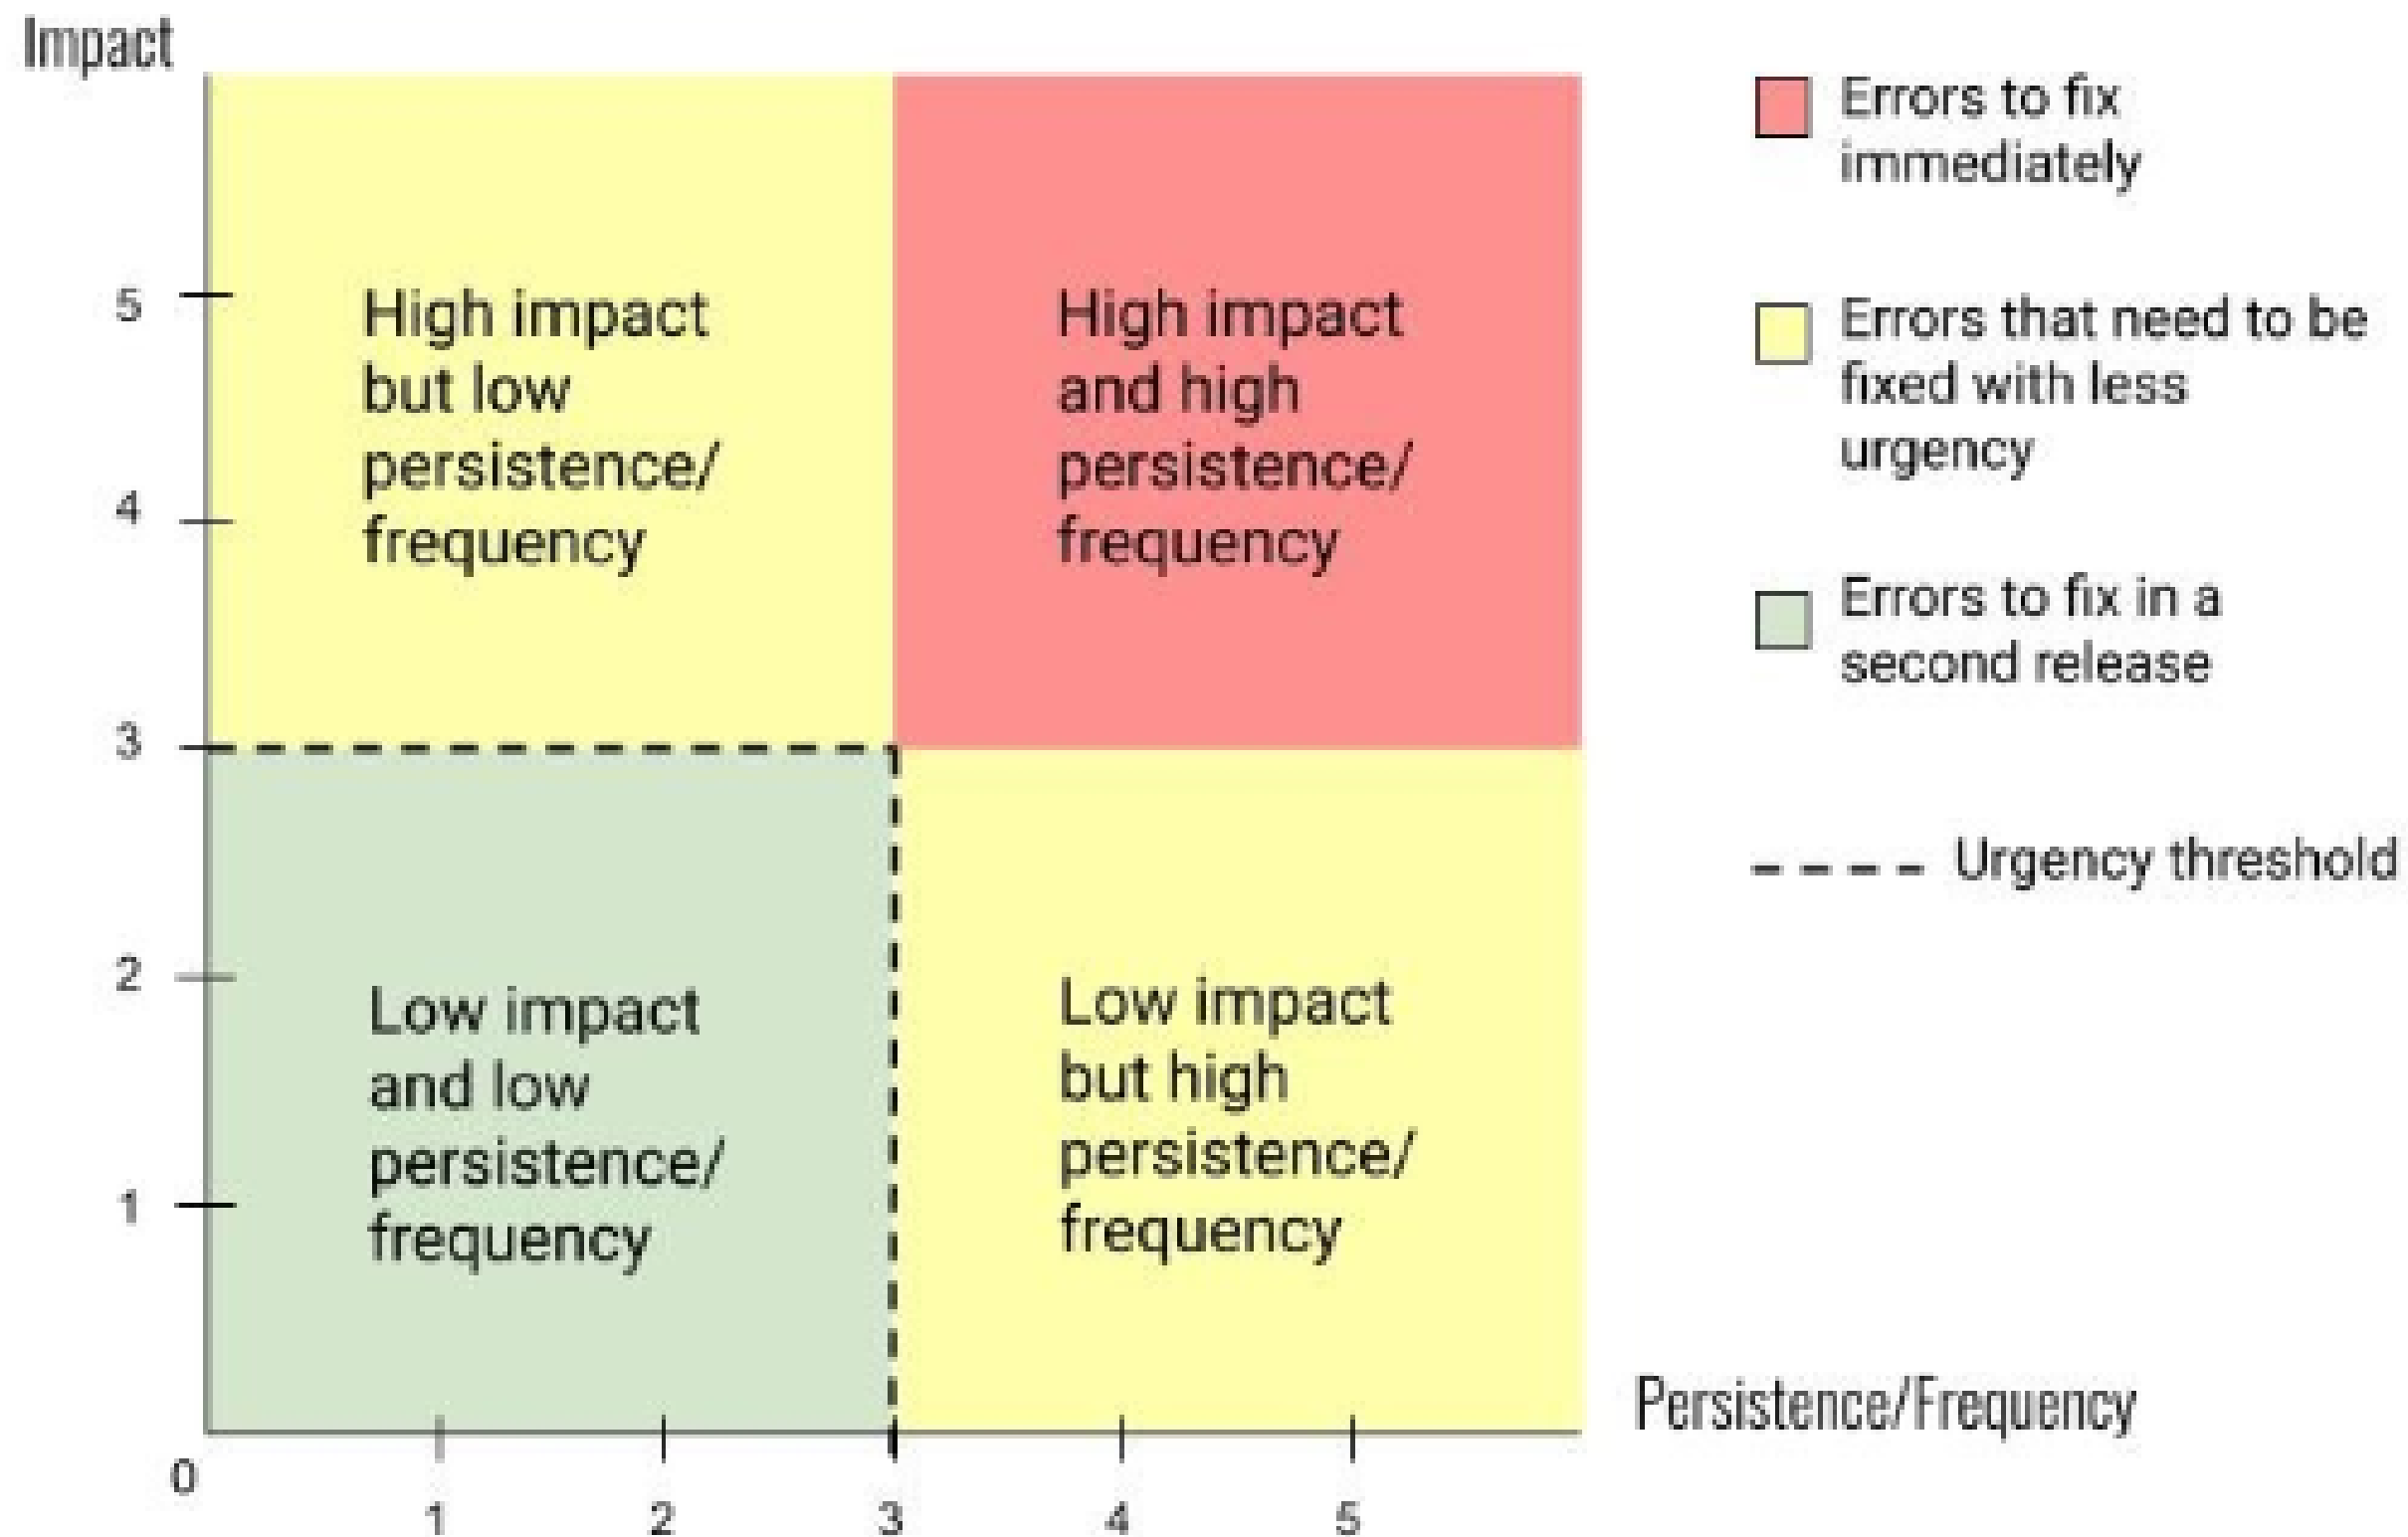 Impact
5
4
3
2
1
0
1
2
3
4
5
Persistence/Frequency
High impact
but low
persistence/
frequency
High impact
and high
persistence/
frequency
Low impact
and low
persistence/
frequency
Low impact
but high
persistence/
frequency
Errors to fix
immediately
Errors that need to be
fixed with less
urgency
Errors to fix in a
second release
Urgency threshold